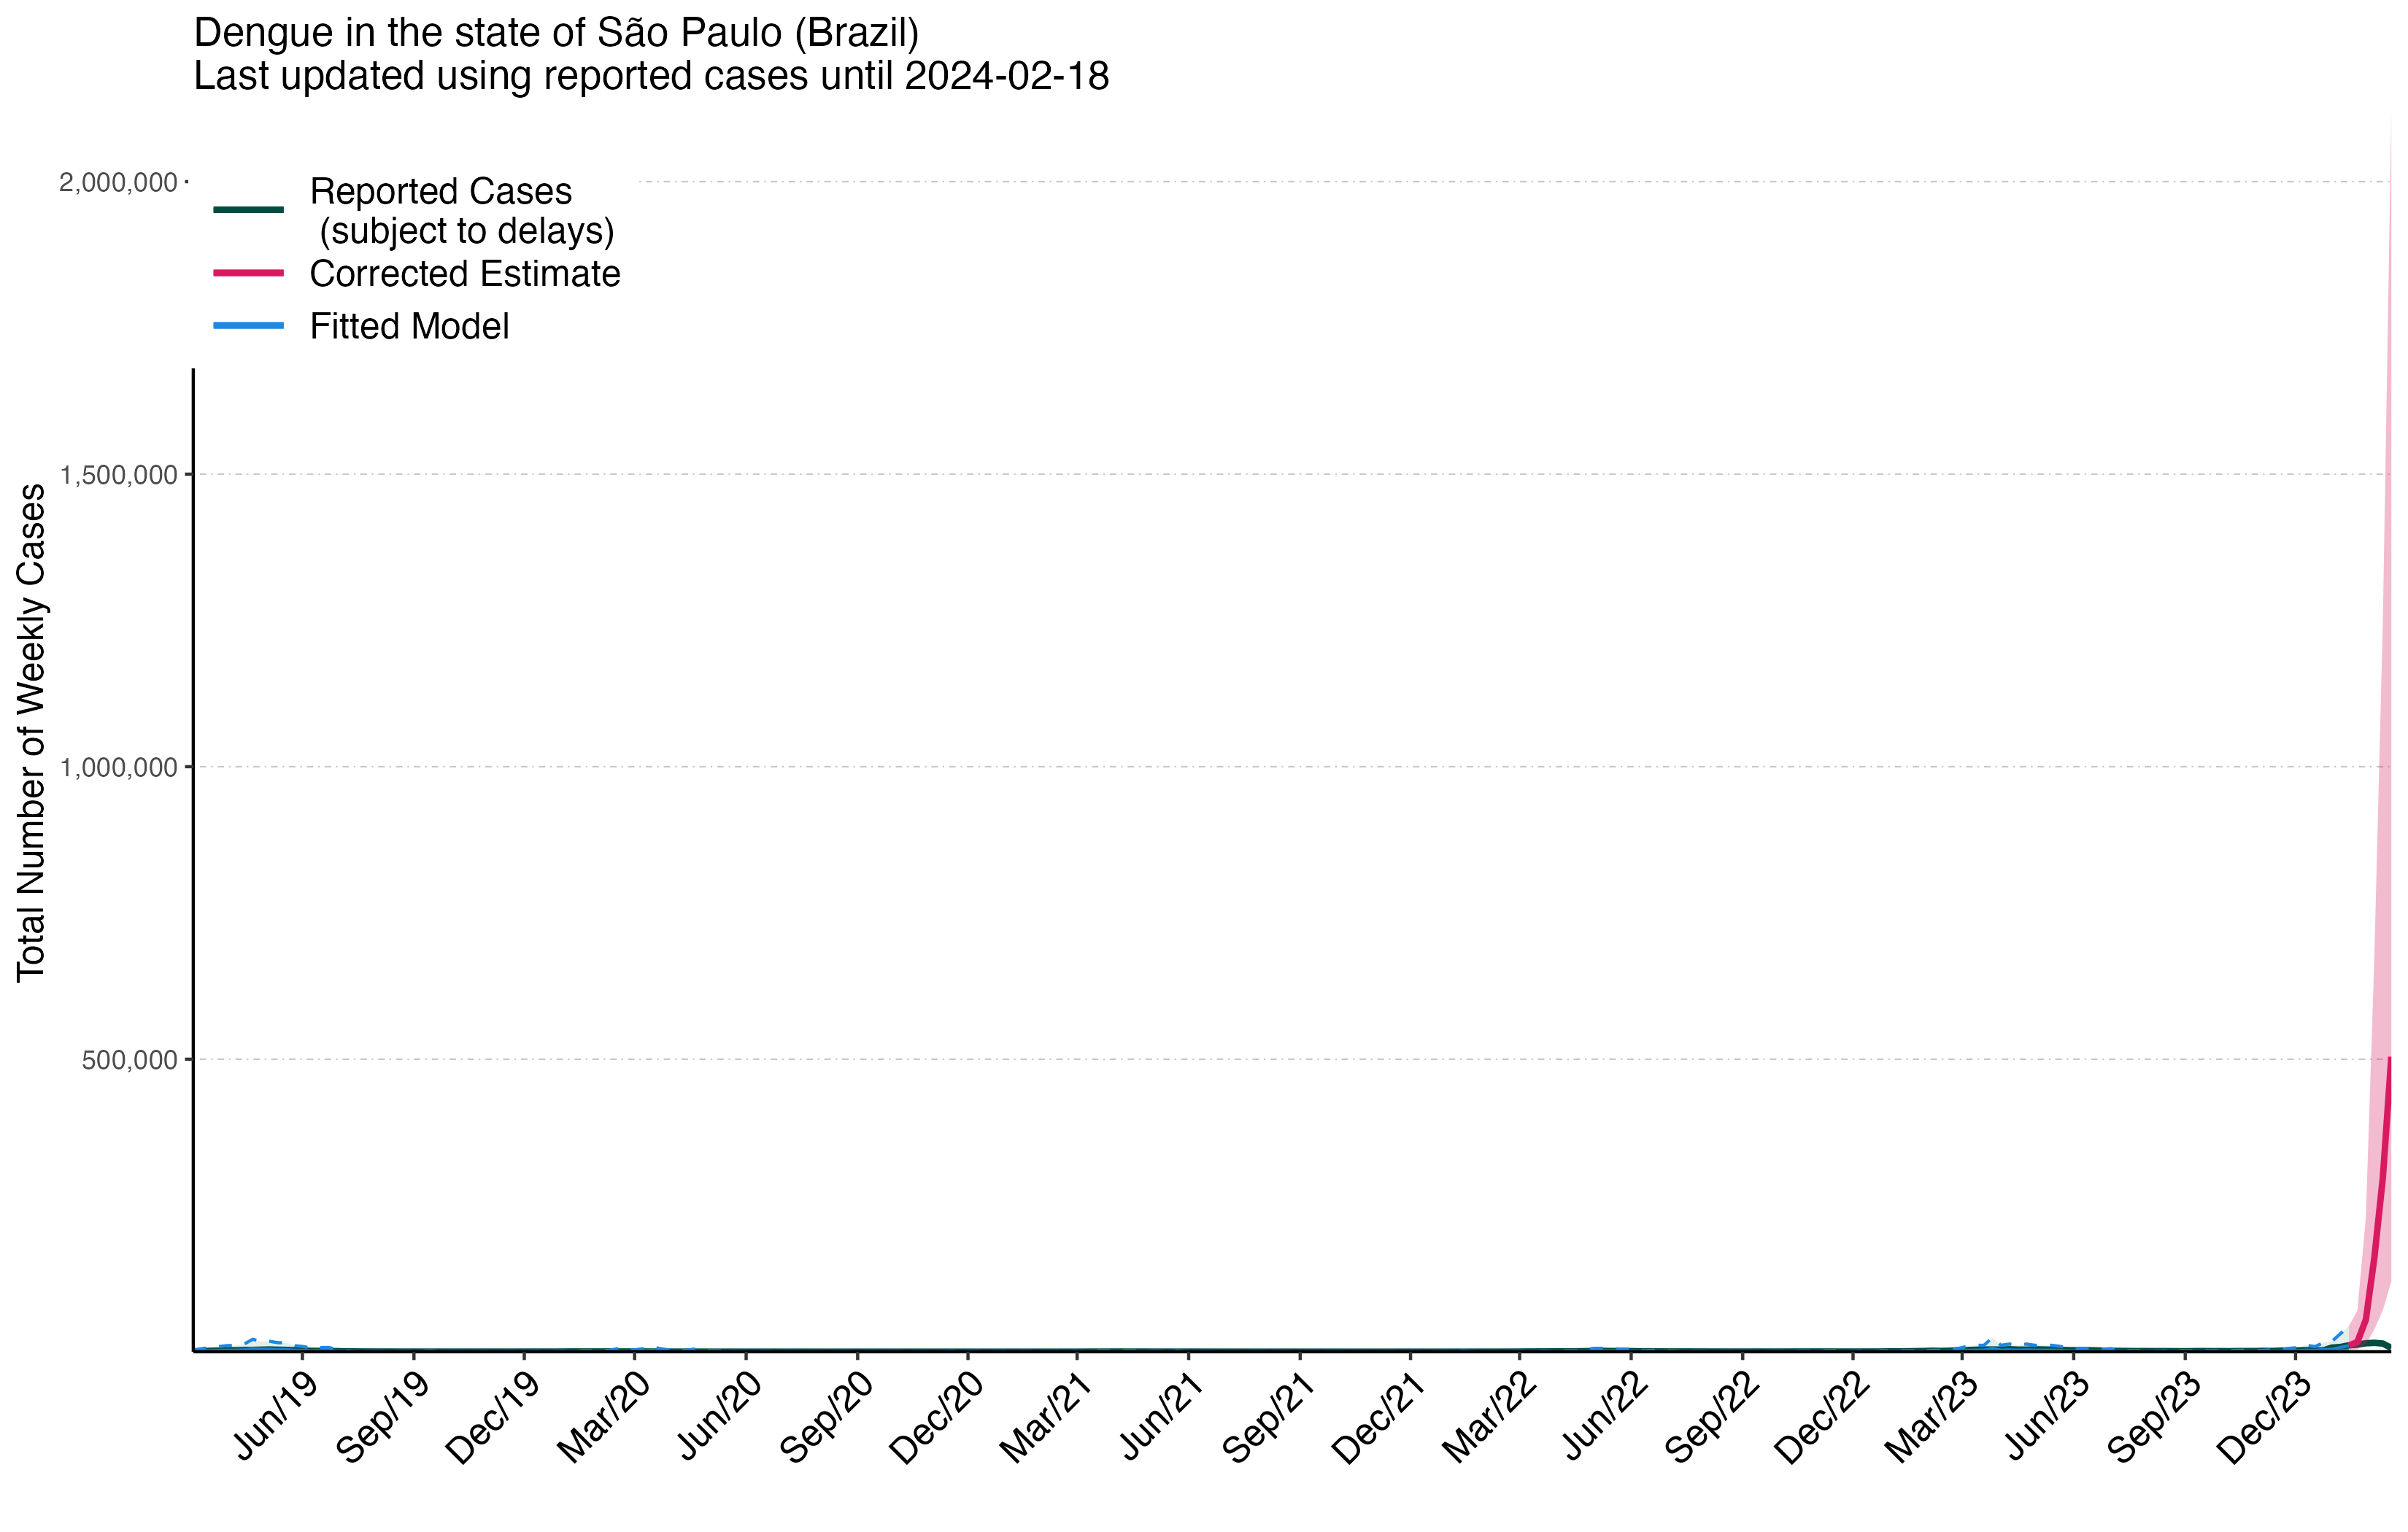 Dengue in the state of São Paulo (Brazil)
Last updated using reported cases until 2024-02-18
2,000,000
Reported Cases
(subject to delays)
Corrected Estimate
Fitted Model
1,500,000
1,000,000
500,000
Total Number of Weekly Cases
Jun/19
Sep/19
Dec/19
Mar/20
Jun/20
Sep/20
Dec/20
Mar/21
Jun/21
Sep/21
Dec/21
Mar/22
Jun/22
Sep/22
Dec/22
Mar/23
Jun/23
Sep/23
Dec/23